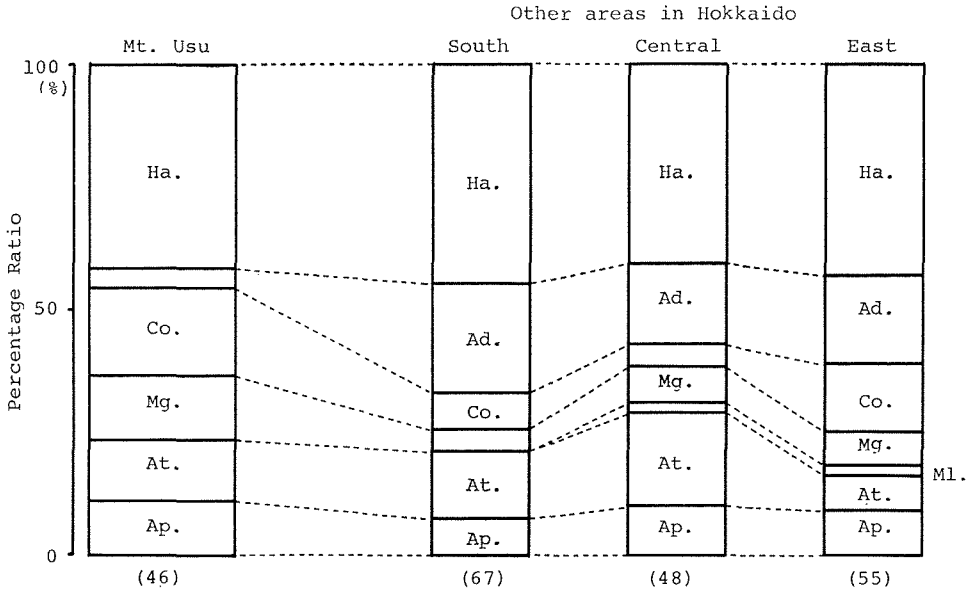 Other areas in Hokkaido
Mt. Usu South Central East
100
(%)
Ha. Ha. Ha. Ha.
Percentage Ratio
50
Ad. Ad. Ad.
Co. Co. Co.
Mg. Mg. Mg.
Ml.
At. At. At. At.
Ap. Ap. Ap. Ap.
0
(46) (67) (48) (55)